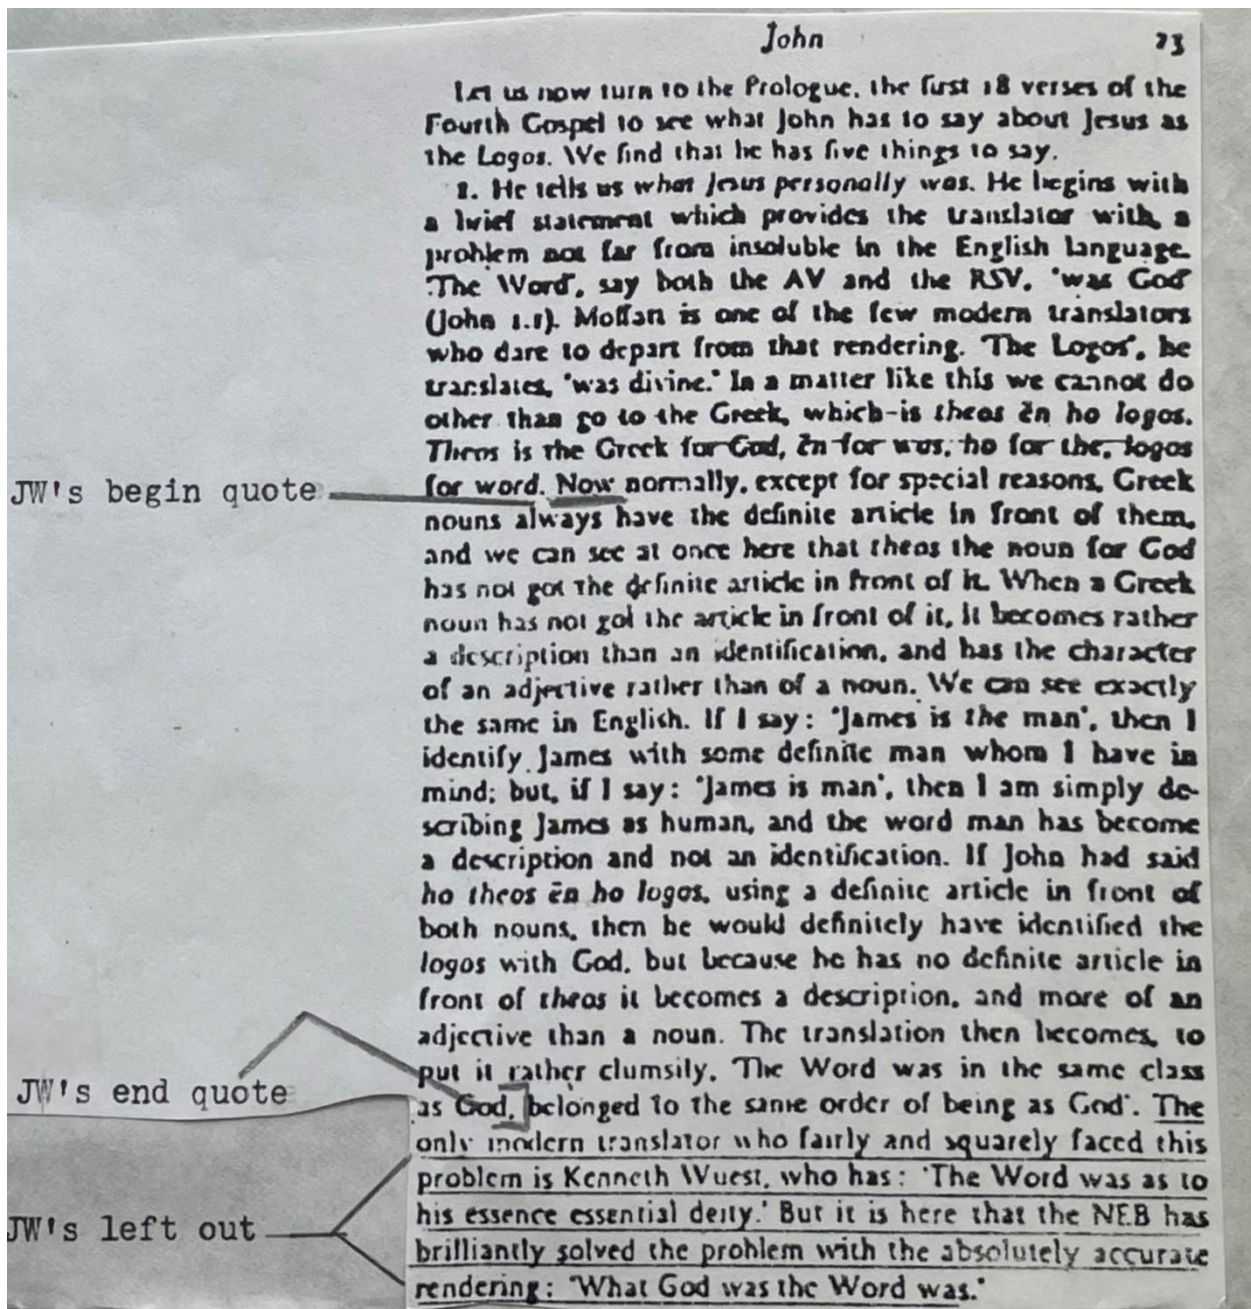 John 23
Let us now turn to the Prologue, the first 18 verses of the
Fourth Gospel to see what John has to say about Jesus as
the Logos. We find that he has five things to say.
1. He tells us what Jesus personally was. He begins with
a brief statement which provides the translator with a
problem not far from insoluble in the English language.
'The Word', say both the AV and the RSV, 'was God'
(John 1.1). Moffatt is one of the few modern translators
who dare to depart from that rendering. 'The Logos', he
translates, 'was divine.' In a matter like this we cannot do
other than go to the Greek, which is theos ēn ho logos.
Theos is the Greek for God, ēn for was, ho for the, logos
JW's begin quote
for word. Now normally, except for special reasons, Greek
nouns always have the definite article in front of them,
and we can see at once here that theos the noun for God
has not got the definite article in front of it. When a Greek
noun has not got the article in front of it, it becomes rather
a description than an identification, and has the character
of an adjective rather than of a noun. We can see exactly
the same in English. If I say: 'James is the man', then I
identify James with some definite man whom I have in
mind; but, if I say: 'James is man', then I am simply de-
scribing James as human, and the word man has become
a description and not an identification. If John had said
ho theos ēn ho logos, using a definite article in front of
both nouns, then he would definitely have identified the
logos with God, but because he has no definite article in
front of theos it becomes a description, and more of an
adjective than a noun. The translation then becomes, to
put it rather clumsily, 'The Word was in the same class
JW's end quote
as God, belonged to the same order of being as God'. The
only modern translator who fairly and squarely faced this
problem is Kenneth Wuest, who has: 'The Word was as to
JW's left out
his essence essential deity.' But it is here that the NEB has
brilliantly solved the problem with the absolutely accurate
rendering: 'What God was the Word was.'